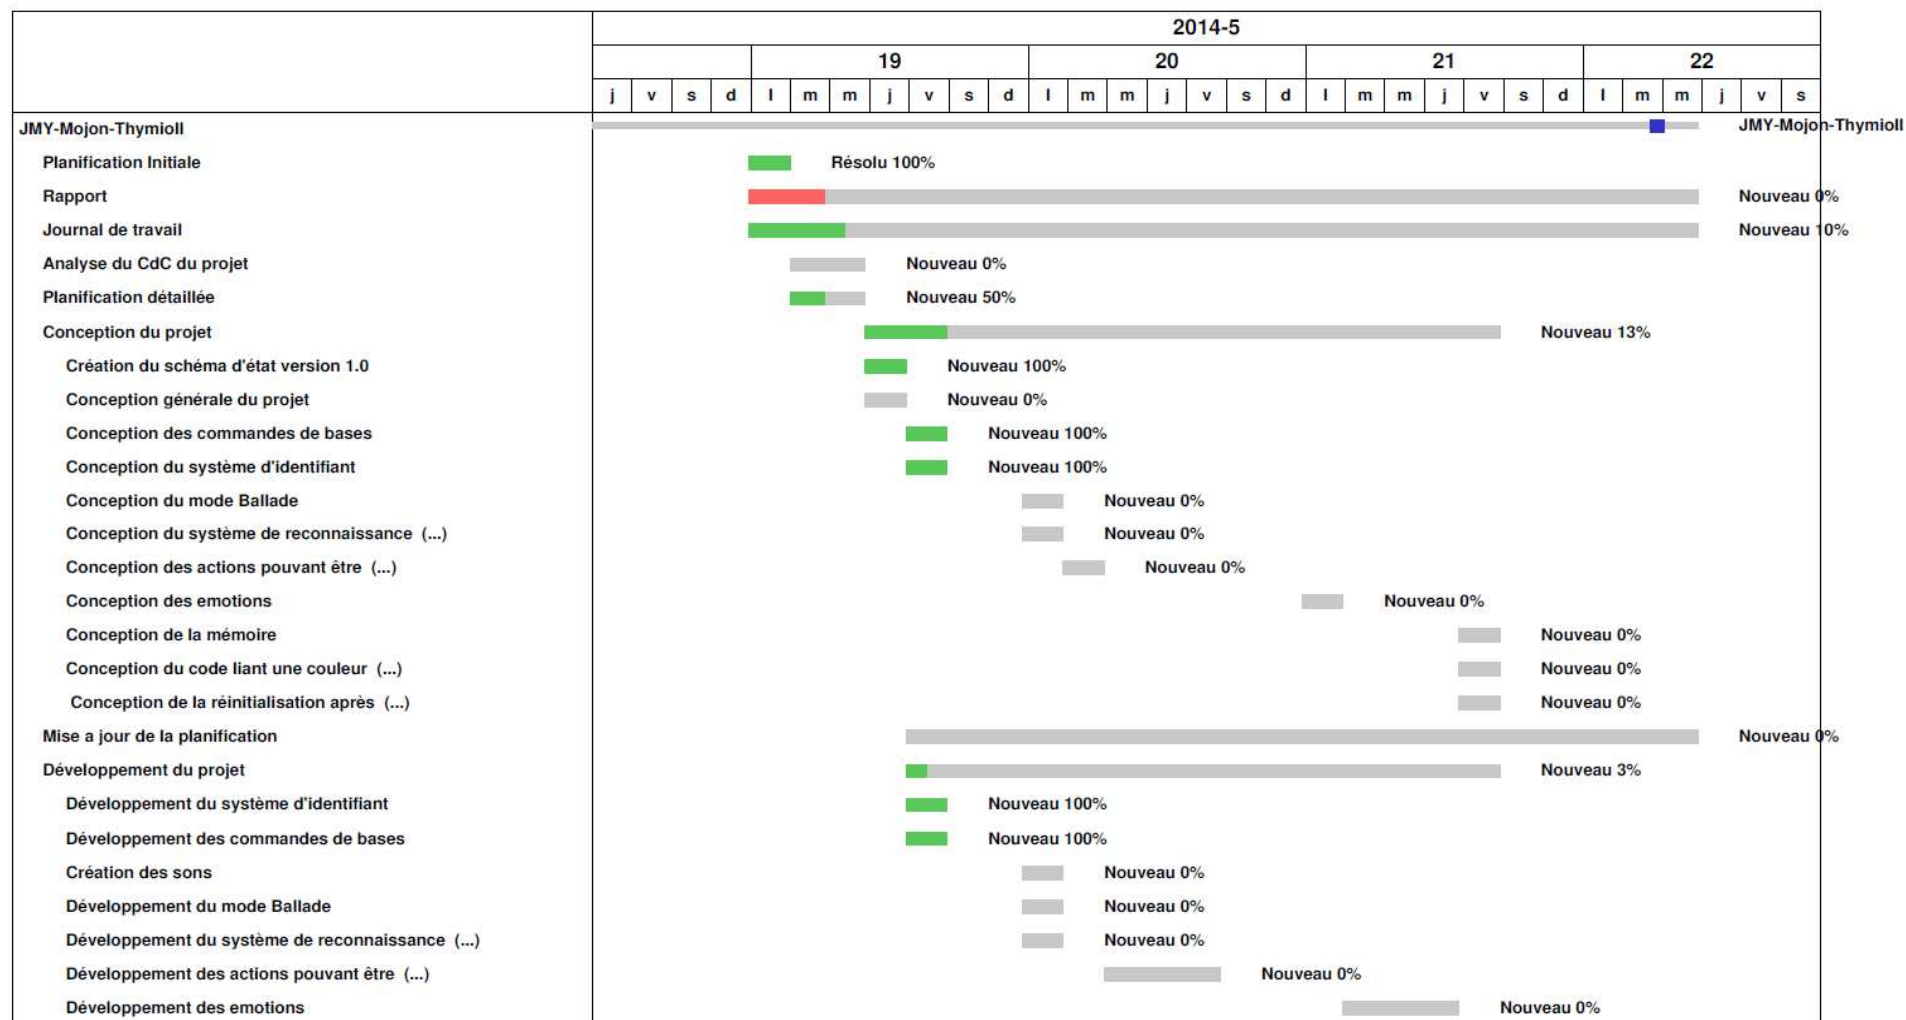 2014-5
19 20 21 22
j v s d l m m j v s d l m m j v s d l m m j v s d l m m j v s
JMY-Mojon-ThymioII JMY-Mojon-ThymioII
Planification Initiale Résolu 100%
Rapport Nouveau 0%
Journal de travail Nouveau 10%
Analyse du CdC du projet Nouveau 0%
Planification détaillée Nouveau 50%
Conception du projet Nouveau 13%
Création du schéma d'état version 1.0 Nouveau 100%
Conception générale du projet Nouveau 0%
Conception des commandes de bases Nouveau 100%
Conception du système d'identifiant Nouveau 100%
Conception du mode Ballade Nouveau 0%
Conception du système de reconnaissance (...) Nouveau 0%
Conception des actions pouvant être (...) Nouveau 0%
Conception des emotions Nouveau 0%
Conception de la mémoire Nouveau 0%
Conception du code liant une couleur (...) Nouveau 0%
Conception de la réinitialisation après (...) Nouveau 0%
Mise a jour de la planification Nouveau 0%
Développement du projet Nouveau 3%
Développement du système d'identifiant Nouveau 100%
Développement des commandes de bases Nouveau 100%
Création des sons Nouveau 0%
Développement du mode Ballade Nouveau 0%
Développement du système de reconnaissance (...) Nouveau 0%
Développement des actions pouvant être (...) Nouveau 0%
Développement des emotions Nouveau 0%